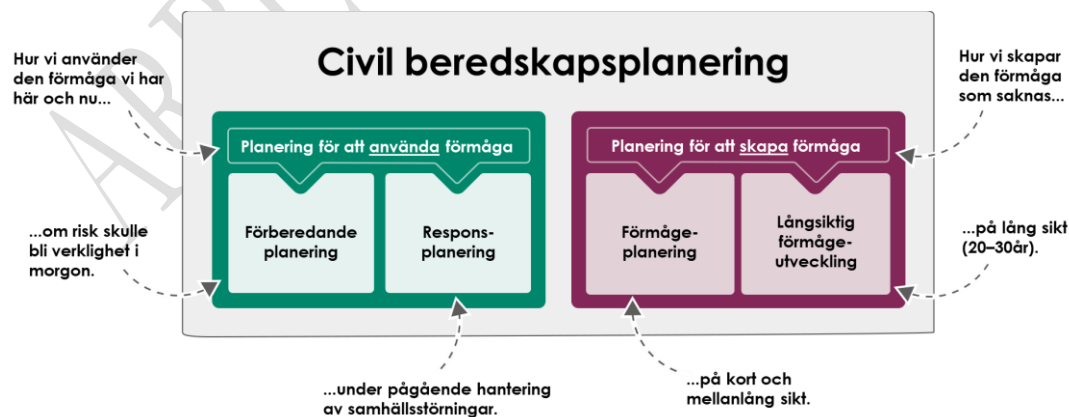 Civil beredskapsplanering
Hur vi använder
den förmåga vi har
här och nu...
Hur vi skapar
den förmåga
som saknas...
Planering för att använda förmåga
Planering för att skapa förmåga
Förberedande
planering
Respons-
planering
Förmåge-
planering
Långsiktig
förmåge-
utveckling
...om risk skulle
bli verklighet i
morgon.
...på lång sikt
(20–30år).
...under pågående hantering
av samhällsstörningar.
...på kort och
mellanlång sikt.